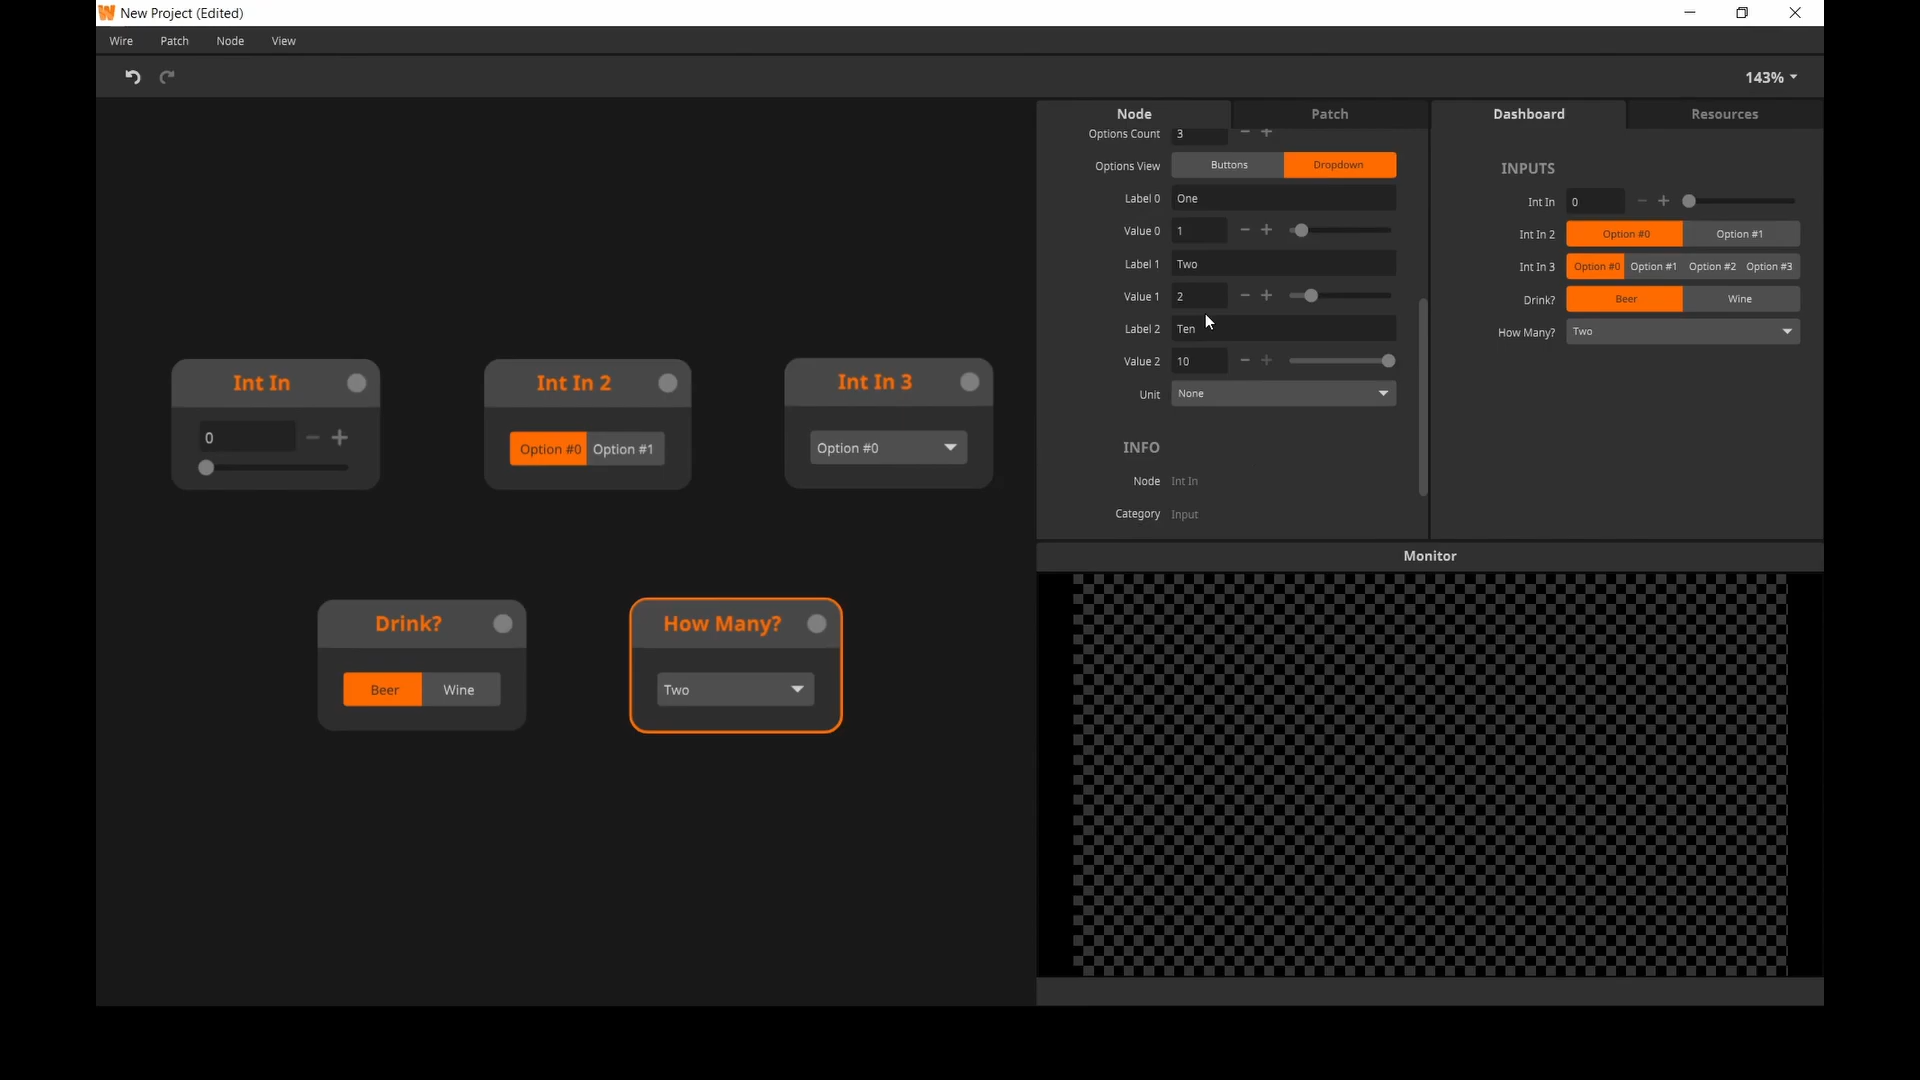 New Project (Edited)
Wire Patch Node View
143%
Node Patch
Options Count 3
Options View Buttons Dropdown
Label 0 One
Value 0 1
Label 1 Two
Value 1 2
Label 2 Ten
Value 2 10
Unit None
INFO
Node Int In
Category Input
Dashboard Resources
INPUTS
Int In 0
Int In 2 Option #0 Option #1
Int In 3 Option #0 Option #1 Option #2 Option #3
Drink? Beer Wine
How Many? Two
Int In
0
Int In 2
Option #0 Option #1
Int In 3
Option #0
Drink?
Beer Wine
How Many?
Two
Monitor